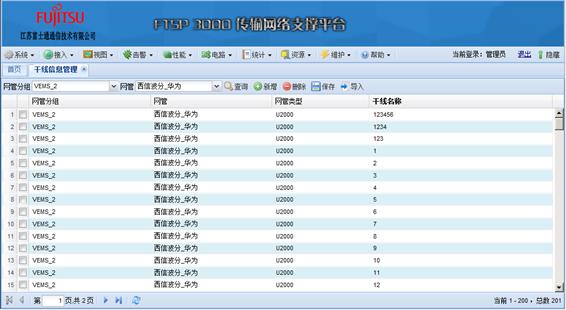 FUJITSU
江苏富士通通信技术有限公司
FTSP 3000 传输网络支撑平台
系统 接入 视图 告警 性能 电路 统计 资源 维护 帮助 当前登录：管理员 退出 隐藏
首页 干线信息管理
网管分组 VEMS_2 网管 西信波分_华为 查询 新增 删除 保存 导入
网管分组 网管 网管类型 干线名称
1 VEMS_2 西信波分_华为 U2000 123456
2 VEMS_2 西信波分_华为 U2000 1234
3 VEMS_2 西信波分_华为 U2000 123
4 VEMS_2 西信波分_华为 U2000 1
5 VEMS_2 西信波分_华为 U2000 2
6 VEMS_2 西信波分_华为 U2000 3
7 VEMS_2 西信波分_华为 U2000 4
8 VEMS_2 西信波分_华为 U2000 5
9 VEMS_2 西信波分_华为 U2000 6
10 VEMS_2 西信波分_华为 U2000 7
11 VEMS_2 西信波分_华为 U2000 8
12 VEMS_2 西信波分_华为 U2000 9
13 VEMS_2 西信波分_华为 U2000 10
14 VEMS_2 西信波分_华为 U2000 11
15 VEMS_2 西信波分_华为 U2000 12
第 1 页,共 2 页 当前 1 - 200 ，总数 201